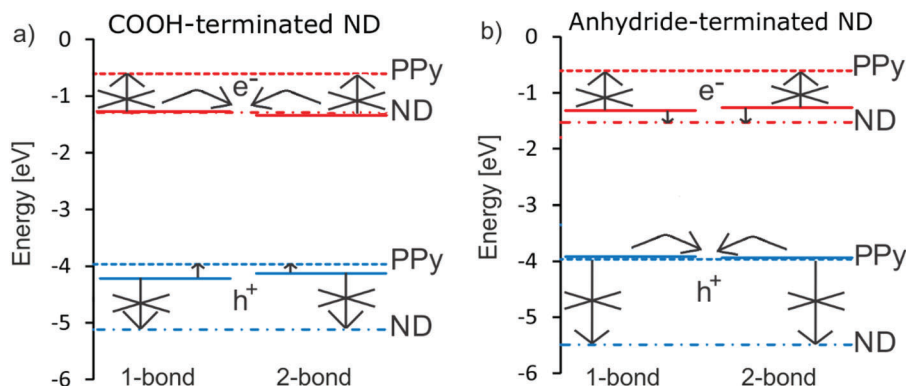 a) COOH-terminated ND
0
-1
-2
-3
-4
-5
-6
Energy [eV]
e-
PPy
ND
PPy
h+
ND
1-bond 2-bond
b) Anhydride-terminated ND
0
-1
-2
-3
-4
-5
-6
Energy [eV]
PPy
e-
ND
PPy
h+
ND
1-bond 2-bond